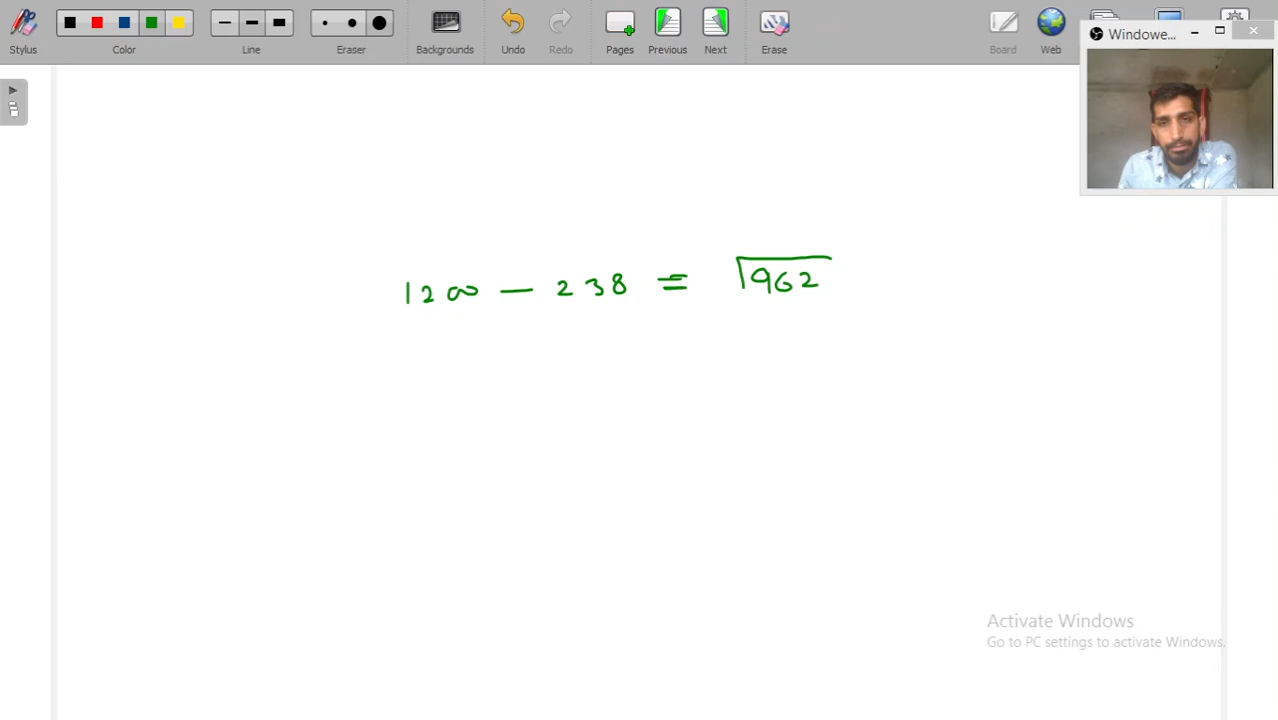 Stylus
Color
Line
Eraser
Backgrounds
Undo
Redo
Pages
Previous
Next
Erase
Board
Web
Windowe...
1200 — 238 = 962
Activate Windows
Go to PC settings to activate Windows.